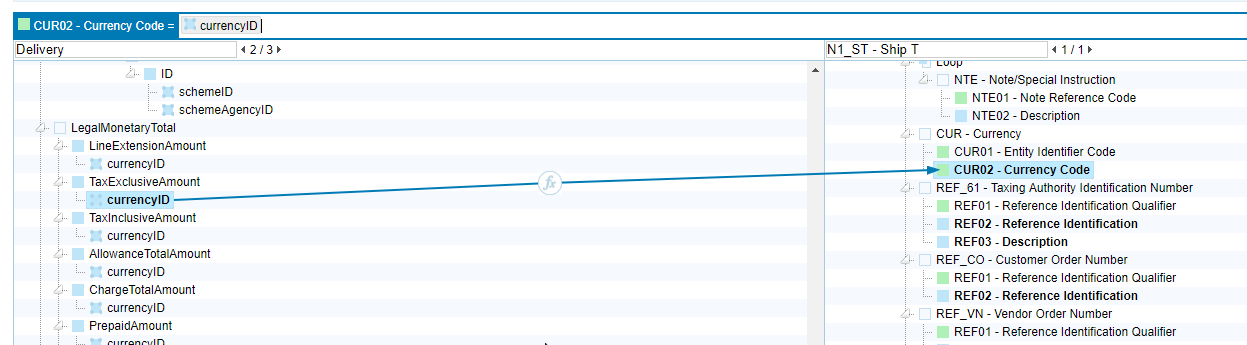 CUR02 - Currency Code = currencyID
Delivery
2 / 3
ID
schemeID
schemeAgencyID
LegalMonetaryTotal
LineExtensionAmount
currencyID
TaxExclusiveAmount
currencyID
TaxInclusiveAmount
currencyID
AllowanceTotalAmount
currencyID
ChargeTotalAmount
currencyID
PrepaidAmount
currencyID
fx
N1_ST - Ship T
1 / 1
Loop
NTE - Note/Special Instruction
NTE01 - Note Reference Code
NTE02 - Description
CUR - Currency
CUR01 - Entity Identifier Code
CUR02 - Currency Code
REF_61 - Taxing Authority Identification Number
REF01 - Reference Identification Qualifier
REF02 - Reference Identification
REF03 - Description
REF_CO - Customer Order Number
REF01 - Reference Identification Qualifier
REF02 - Reference Identification
REF_VN - Vendor Order Number
REF01 - Reference Identification Qualifier